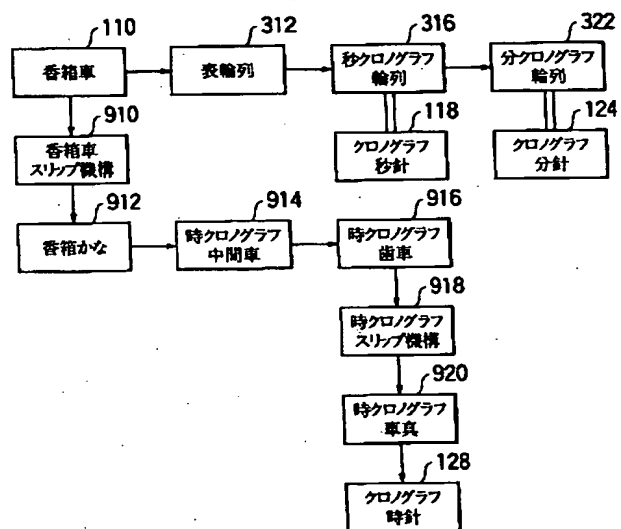 110
香箱車
312
表輪列
316
秒クロノグラフ
輪列
322
分クロノグラフ
輪列
910
香箱車
スリップ機構
118
クロノグラフ
秒針
124
クロノグラフ
分針
912
香箱かな
914
時クロノグラフ
中間車
916
時クロノグラフ
歯車
918
時クロノグラフ
スリップ機構
920
時クロノグラフ
車真
128
クロノグラフ
時針